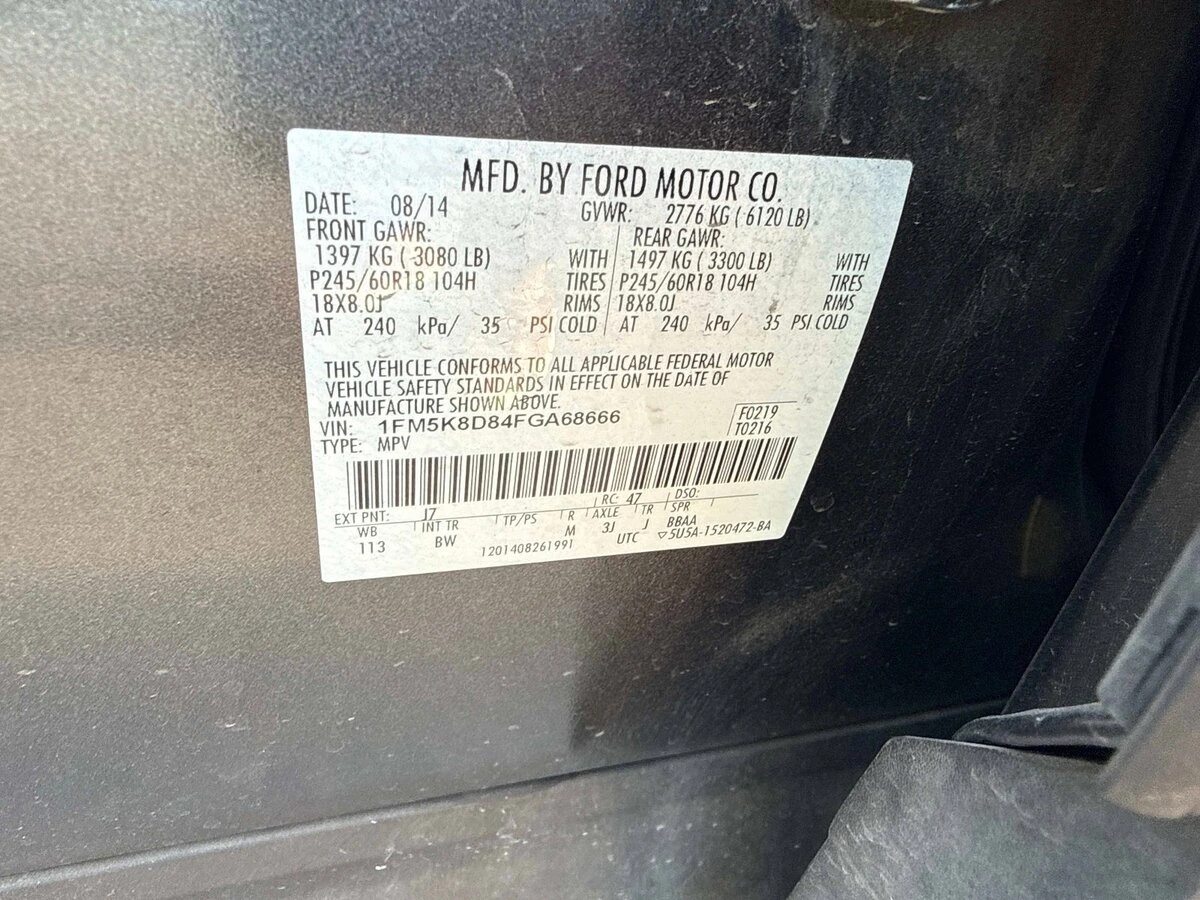 MFD. BY FORD MOTOR CO.
DATE: 08/14 GVWR: 2776 KG ( 6120 LB)
FRONT GAWR: REAR GAWR:
1397 KG ( 3080 LB) WITH 1497 KG ( 3300 LB) WITH
P245/60R18 104H TIRES P245/60R18 104H TIRES
18X8.0J RIMS 18X8.0J RIMS
AT 240 kPa/ 35 PSI COLD AT 240 kPa/ 35 PSI COLD
THIS VEHICLE CONFORMS TO ALL APPLICABLE FEDERAL MOTOR
VEHICLE SAFETY STANDARDS IN EFFECT ON THE DATE OF
MANUFACTURE SHOWN ABOVE.
VIN: 1FM5K8D84FGA68666 F0219
TYPE: MPV T0216
EXT PNT: J7 RC: 47 DSO:
WB INT TR TP/PS R AXLE TR SPR
113 BW M 3J J BBAA
1201408261991 UTC ▽5U5A-1520472-BA